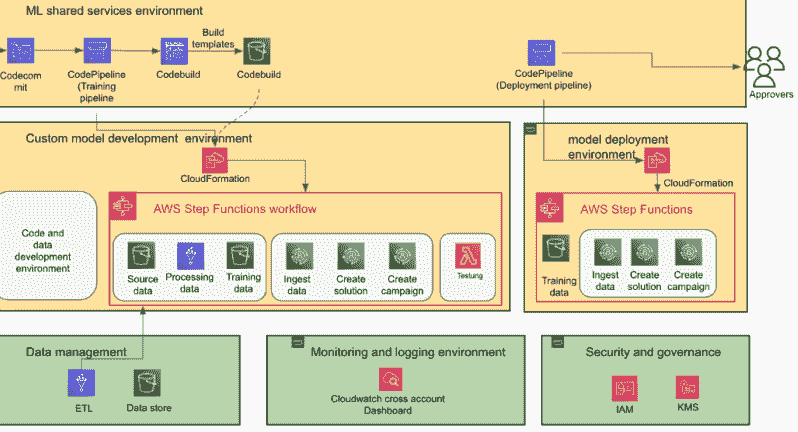 ML shared services environment
Build
templates
Codecom
mit
CodePipeline
(Training
pipeline
Codebuild
Codebuild
CodePipeline
(Deployment pipeline)
Approvers
Custom model development environment
CloudFormation
AWS Step Functions workflow
Code and
data
development
environment
Source
data
Processing
data
Training
data
Ingest
data
Create
solution
Create
campaign
Testung
model deployment
environment
CloudFormation
AWS Step Functions
Training
data
Ingest
data
Create
solution
Create
campaign
Data management
ETL
Data store
Monitoring and logging environment
Cloudwatch cross account
Dashboard
Security and governance
IAM
KMS